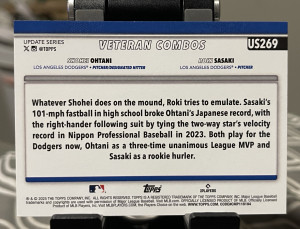 UPDATE SERIES
@TOPPS
VETERAN COMBOS
US269
SHOHEI OHTANI
LOS ANGELES DODGERS® • PITCHER/DESIGNATED HITTER
ROKI SASAKI
LOS ANGELES DODGERS® • PITCHER
Whatever Shohei does on the mound, Roki tries to emulate. Sasaki's
101-mph fastball in high school broke Ohtani's Japanese record, with
the right-hander following suit by tying the two-way star's velocity
record in Nippon Professional Baseball in 2023. Both play for the
Dodgers now, Ohtani as a three-time unanimous League MVP and
Sasaki as a rookie hurler.
topps
PLAYERS